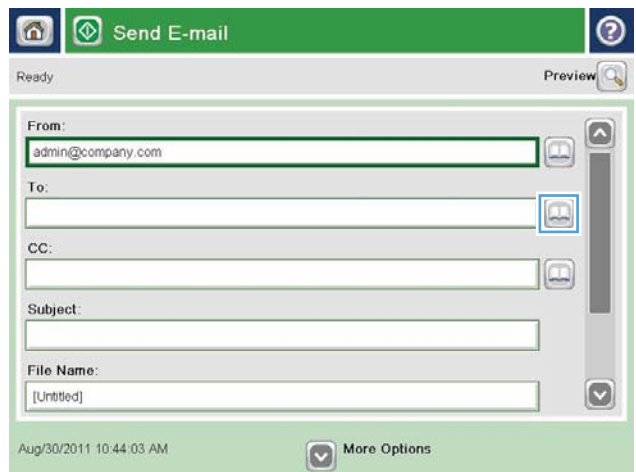 Send E-mail
?
Ready
Preview
From:
admin@company.com
To:
CC:
Subject:
File Name:
[Untitled]
Aug/30/2011 10:44:03 AM
More Options